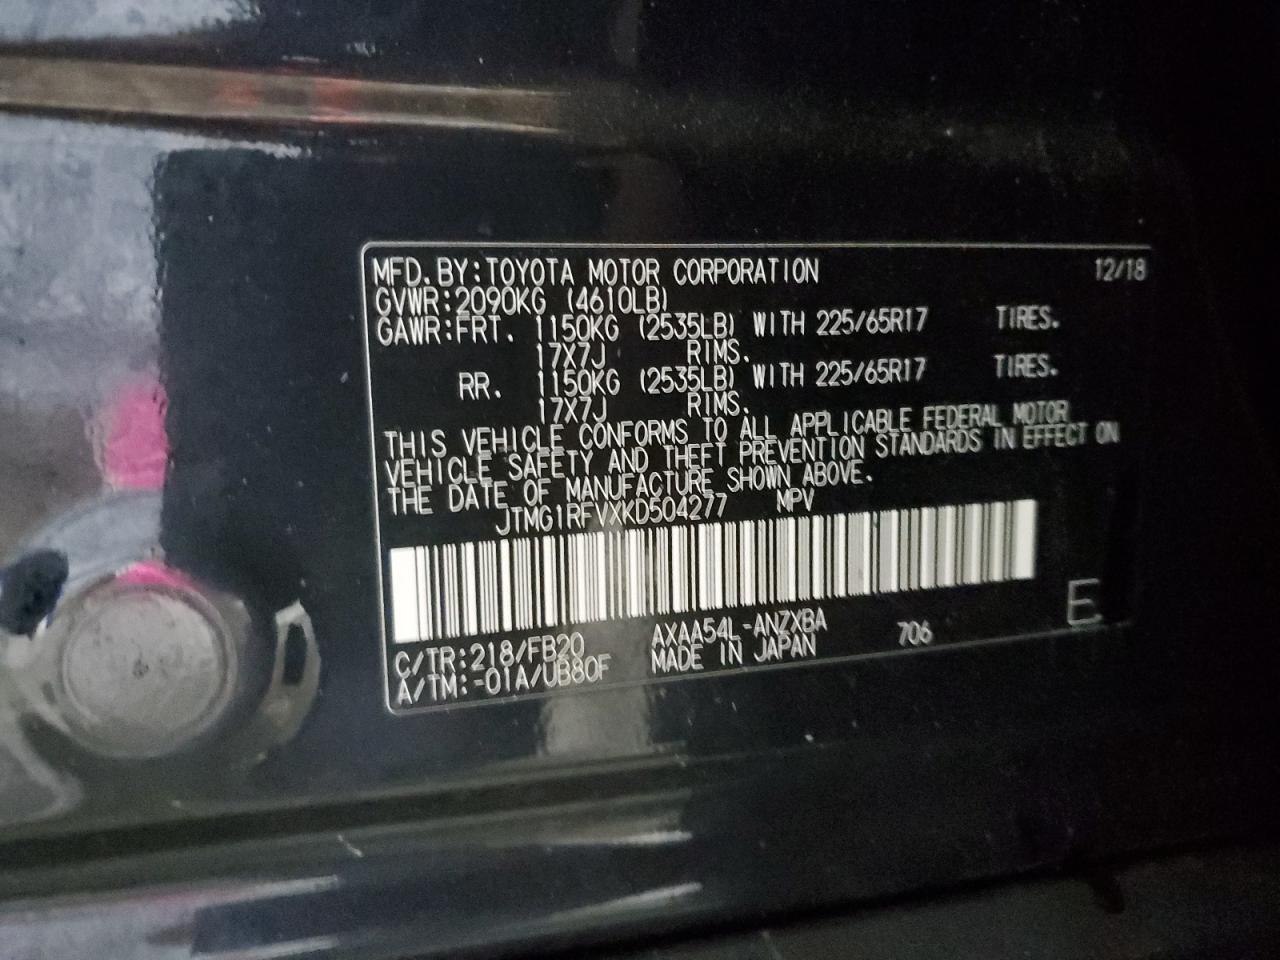 MFD.BY:TOYOTA MOTOR CORPORATION 12/18
GVWR:2090KG (4610LB)
GAWR:FRT. 1150KG (2535LB) WITH 225/65R17 TIRES.
17X7J RIMS.
RR. 1150KG (2535LB) WITH 225/65R17 TIRES.
17X7J RIMS.
THIS VEHICLE CONFORMS TO ALL APPLICABLE FEDERAL MOTOR
VEHICLE SAFETY AND THEFT PREVENTION STANDARDS IN EFFECT ON
THE DATE OF MANUFACTURE SHOWN ABOVE.
JTMG1RFVXKD504277 MPV
C/TR:218/FB20 AXAA54L-ANZXBA 706 E
A/TM:-01A/UB80F MADE IN JAPAN